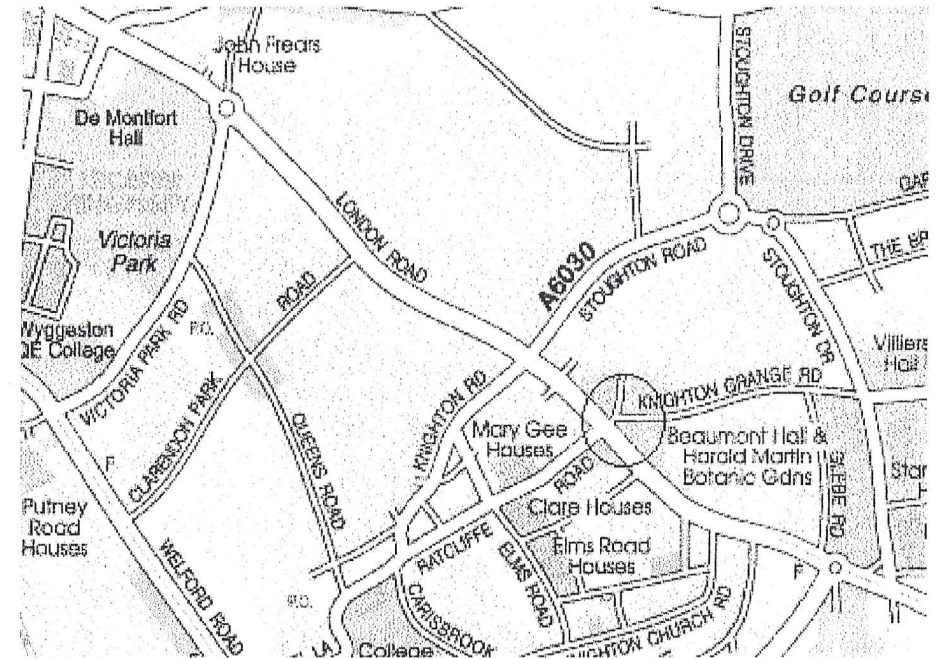 John Frears
House
STOUGHTON DRIVE
Golf Course
De Montfort
Hall
LONDON ROAD
Victoria
Park
A6030
STOUGHTON ROAD
THE
STOUGHTON DR
ROAD
CLARENDON PARK
P.O.
Wyggeston
QE College
VICTORIA PARK RD
Villiers
Hall
KNIGHTON GRANGE RD
KNIGHTON RD
QUEENS ROAD
Mary Gee
Houses
Beaumont Hall &
Harold Martin
Botanic Gdns
GLEBE RD
P
Putney
Road
Houses
ROAD
RATCLIFFE
Clare Houses
Elms Road
Houses
ELMS ROAD
WELFORD ROAD
P.O.
P
CARISBROOK
KNIGHTON CHURCH RD
LA
College